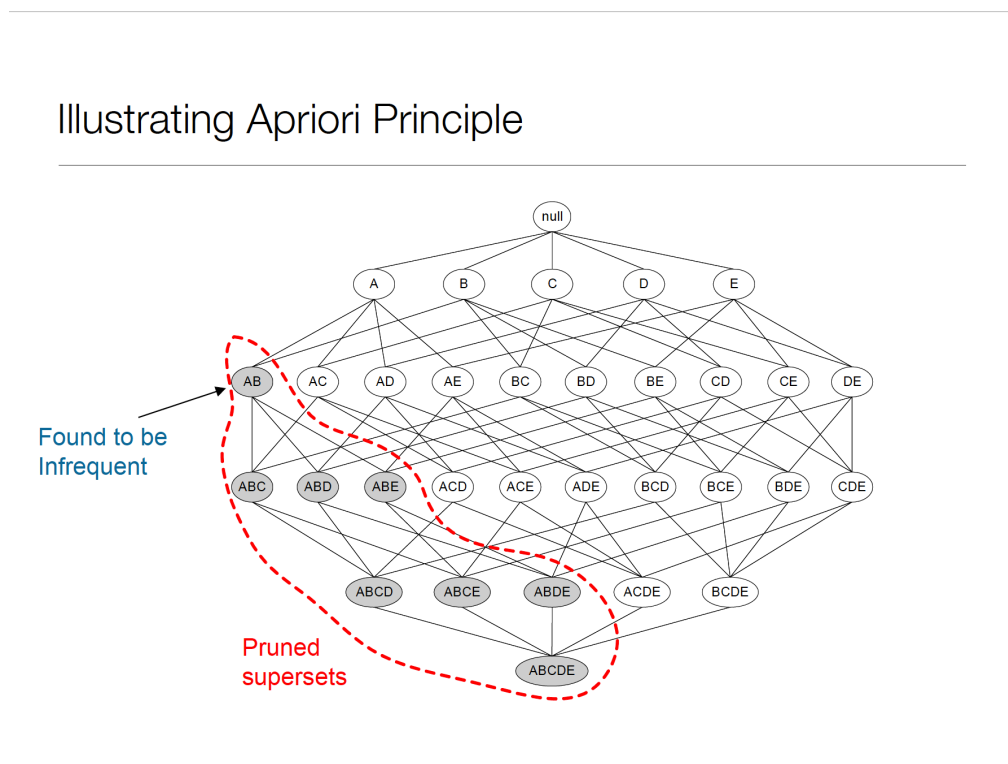 Illustrating Apriori Principle
null
A B C D E
AB AC AD AE BC BD BE CD CE DE
Found to be
Infrequent
ABC ABD ABE ACD ACE ADE BCD BCE BDE CDE
ABCD ABCE ABDE ACDE BCDE
Pruned
supersets
ABCDE